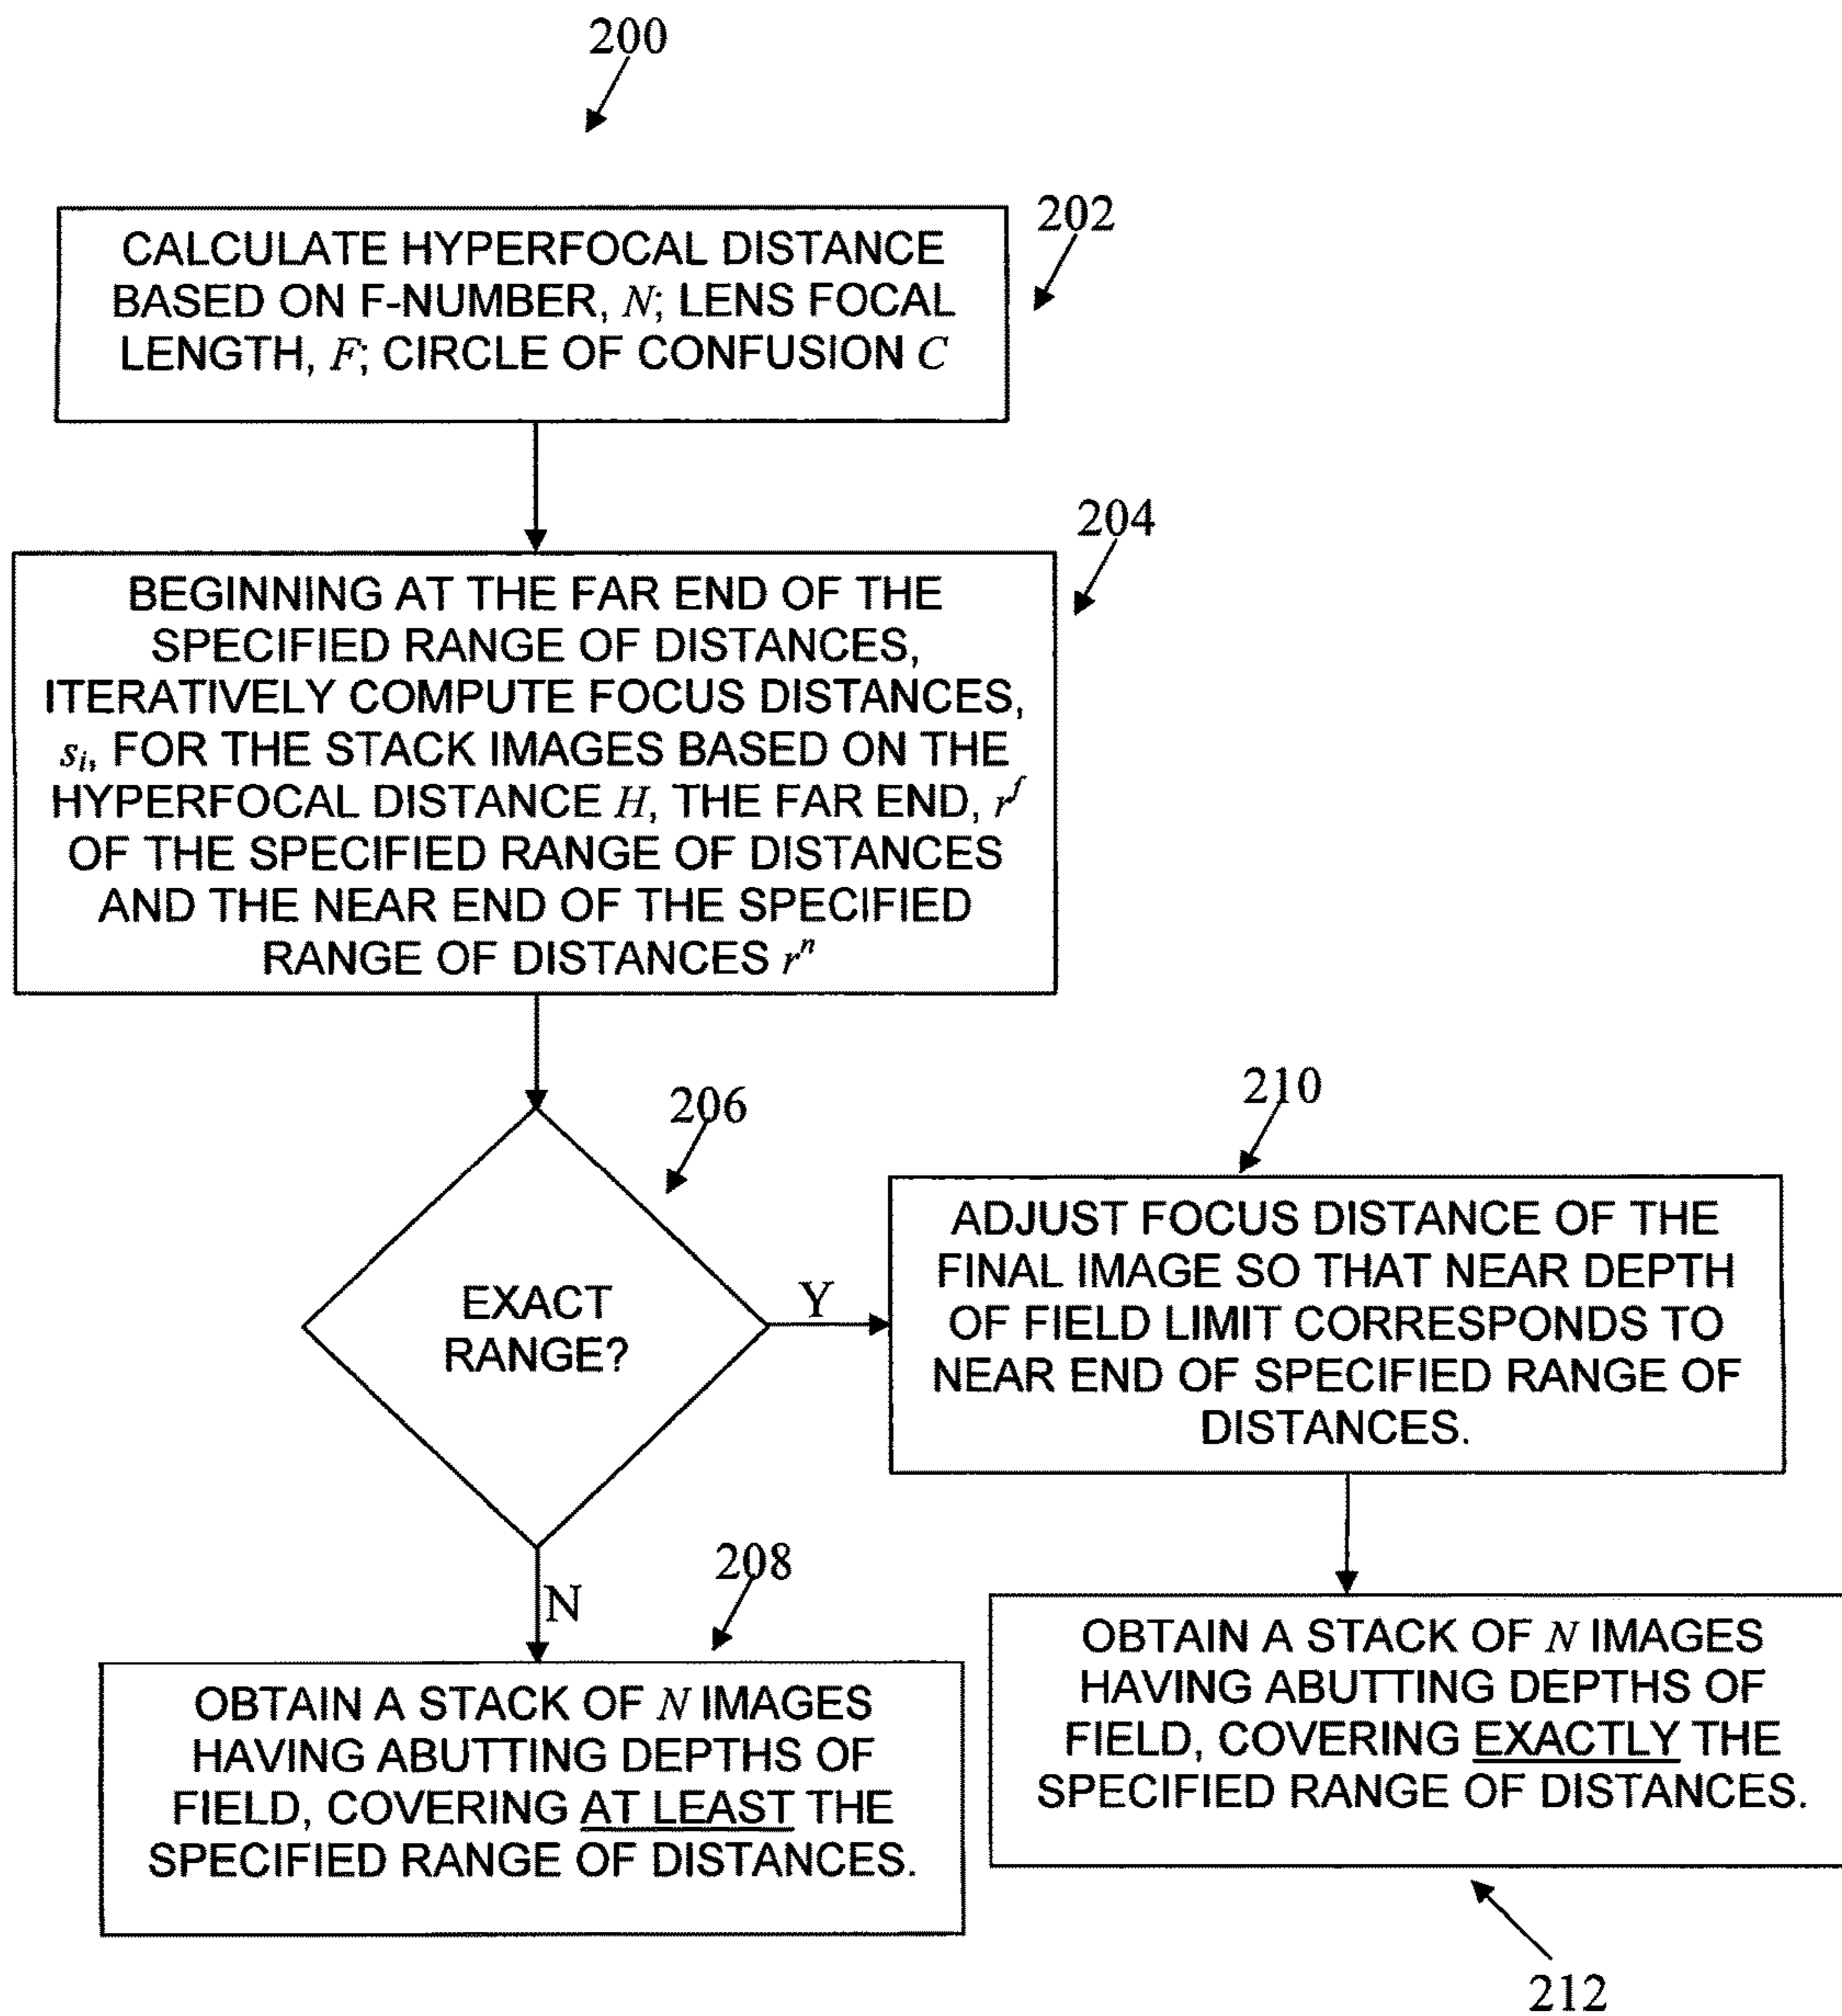 200
202
CALCULATE HYPERFOCAL DISTANCE
BASED ON F-NUMBER, N; LENS FOCAL
LENGTH, F; CIRCLE OF CONFUSION C
204
BEGINNING AT THE FAR END OF THE
SPECIFIED RANGE OF DISTANCES,
ITERATIVELY COMPUTE FOCUS DISTANCES,
si, FOR THE STACK IMAGES BASED ON THE
HYPERFOCAL DISTANCE H, THE FAR END, r^f
OF THE SPECIFIED RANGE OF DISTANCES
AND THE NEAR END OF THE SPECIFIED
RANGE OF DISTANCES r^n
206
EXACT
RANGE?
Y
N
210
ADJUST FOCUS DISTANCE OF THE
FINAL IMAGE SO THAT NEAR DEPTH
OF FIELD LIMIT CORRESPONDS TO
NEAR END OF SPECIFIED RANGE OF
DISTANCES.
208
OBTAIN A STACK OF N IMAGES
HAVING ABUTTING DEPTHS OF
FIELD, COVERING AT LEAST THE
SPECIFIED RANGE OF DISTANCES.
OBTAIN A STACK OF N IMAGES
HAVING ABUTTING DEPTHS OF
FIELD, COVERING EXACTLY THE
SPECIFIED RANGE OF DISTANCES.
212